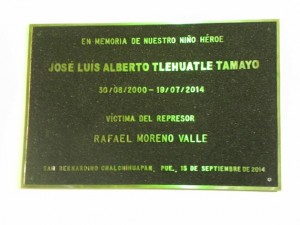 EN MEMORIA DE NUESTRO NIÑO HÉROE
JOSÉ LUIS ALBERTO TLEHUATLE TAMAYO
30/08/2000 - 19/07/2014
VÍCTIMA DEL REPRESOR
RAFAEL MORENO VALLE
SAN BERNARDINO CHALCHIHUAPAN, PUE., 15 DE SEPTIEMBRE DE 2014